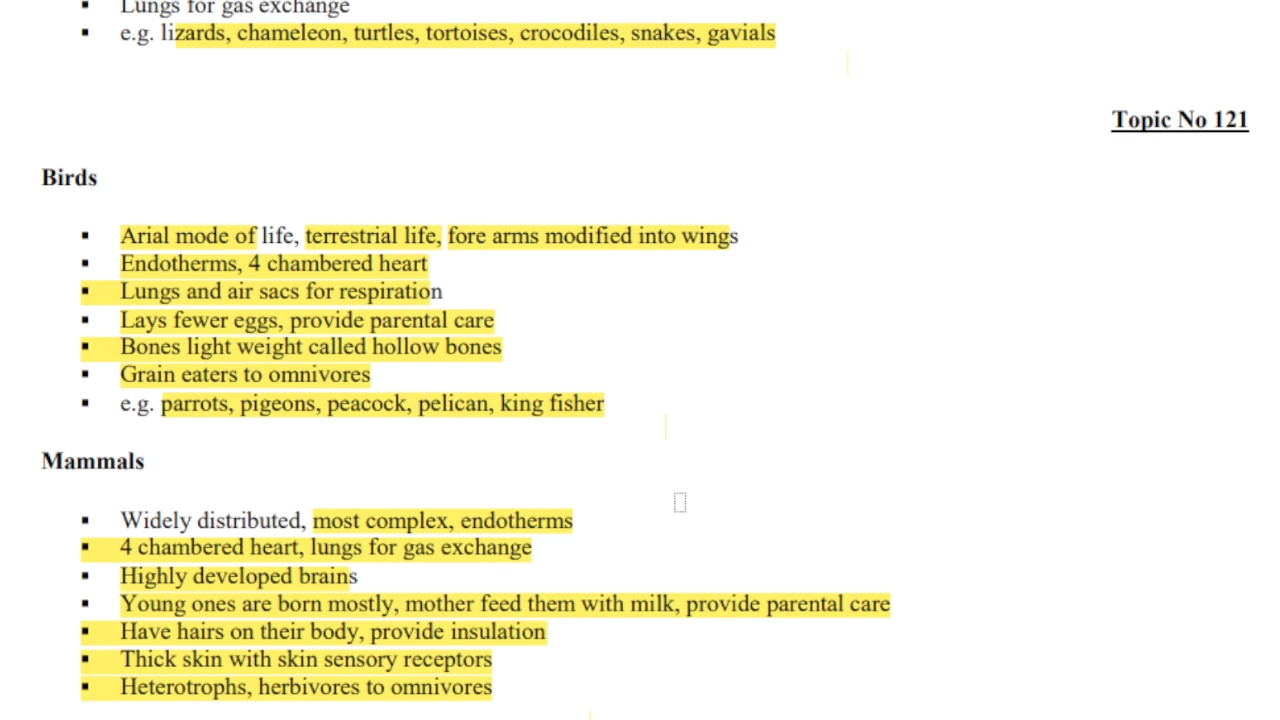 ▪ Lungs for gas exchange
▪ e.g. lizards, chameleon, turtles, tortoises, crocodiles, snakes, gavials
Topic No 121
Birds
▪ Arial mode of life, terrestrial life, fore arms modified into wings
▪ Endotherms, 4 chambered heart
▪ Lungs and air sacs for respiration
▪ Lays fewer eggs, provide parental care
▪ Bones light weight called hollow bones
▪ Grain eaters to omnivores
▪ e.g. parrots, pigeons, peacock, pelican, king fisher
Mammals
▪ Widely distributed, most complex, endotherms
▪ 4 chambered heart, lungs for gas exchange
▪ Highly developed brains
▪ Young ones are born mostly, mother feed them with milk, provide parental care
▪ Have hairs on their body, provide insulation
▪ Thick skin with skin sensory receptors
▪ Heterotrophs, herbivores to omnivores